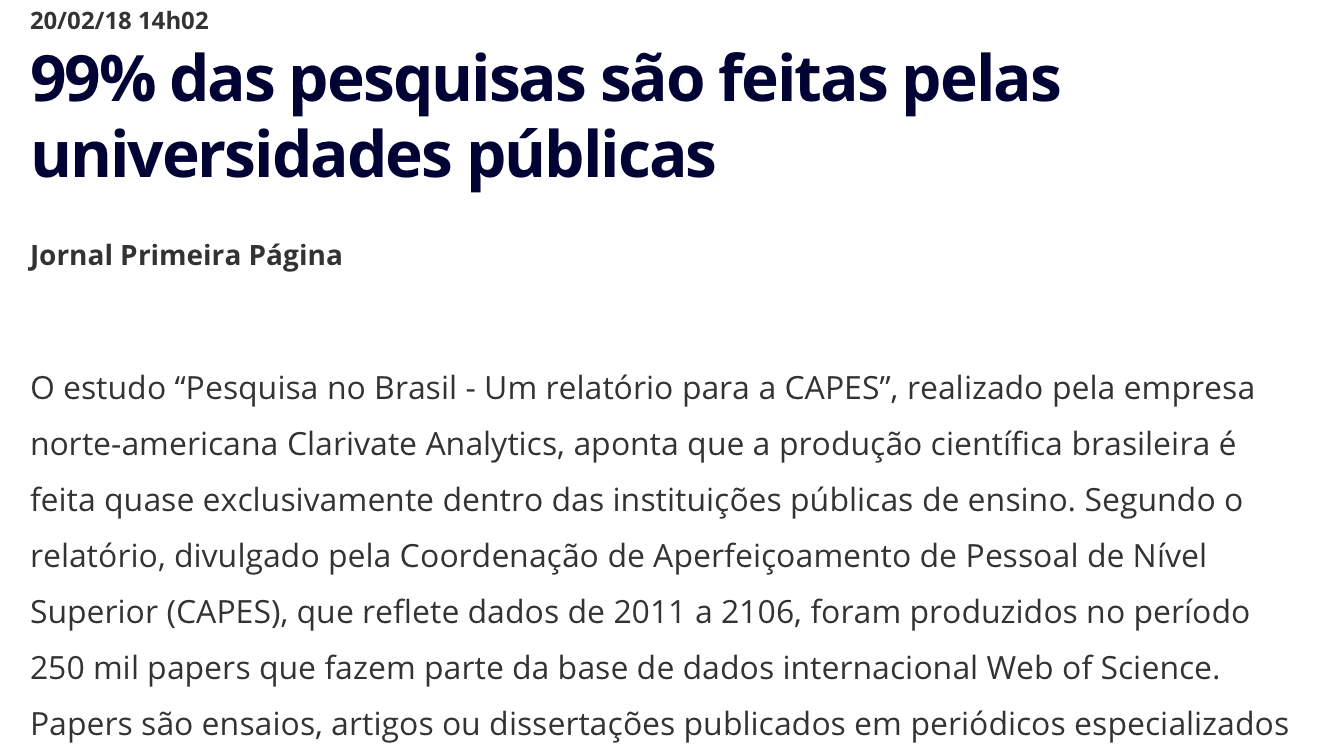 20/02/18 14h02
99% das pesquisas são feitas pelas
universidades públicas
Jornal Primeira Página
O estudo “Pesquisa no Brasil - Um relatório para a CAPES”, realizado pela empresa
norte-americana Clarivate Analytics, aponta que a produção científica brasileira é
feita quase exclusivamente dentro das instituições públicas de ensino. Segundo o
relatório, divulgado pela Coordenação de Aperfeiçoamento de Pessoal de Nível
Superior (CAPES), que reflete dados de 2011 a 2106, foram produzidos no período
250 mil papers que fazem parte da base de dados internacional Web of Science.
Papers são ensaios, artigos ou dissertações publicados em periódicos especializados